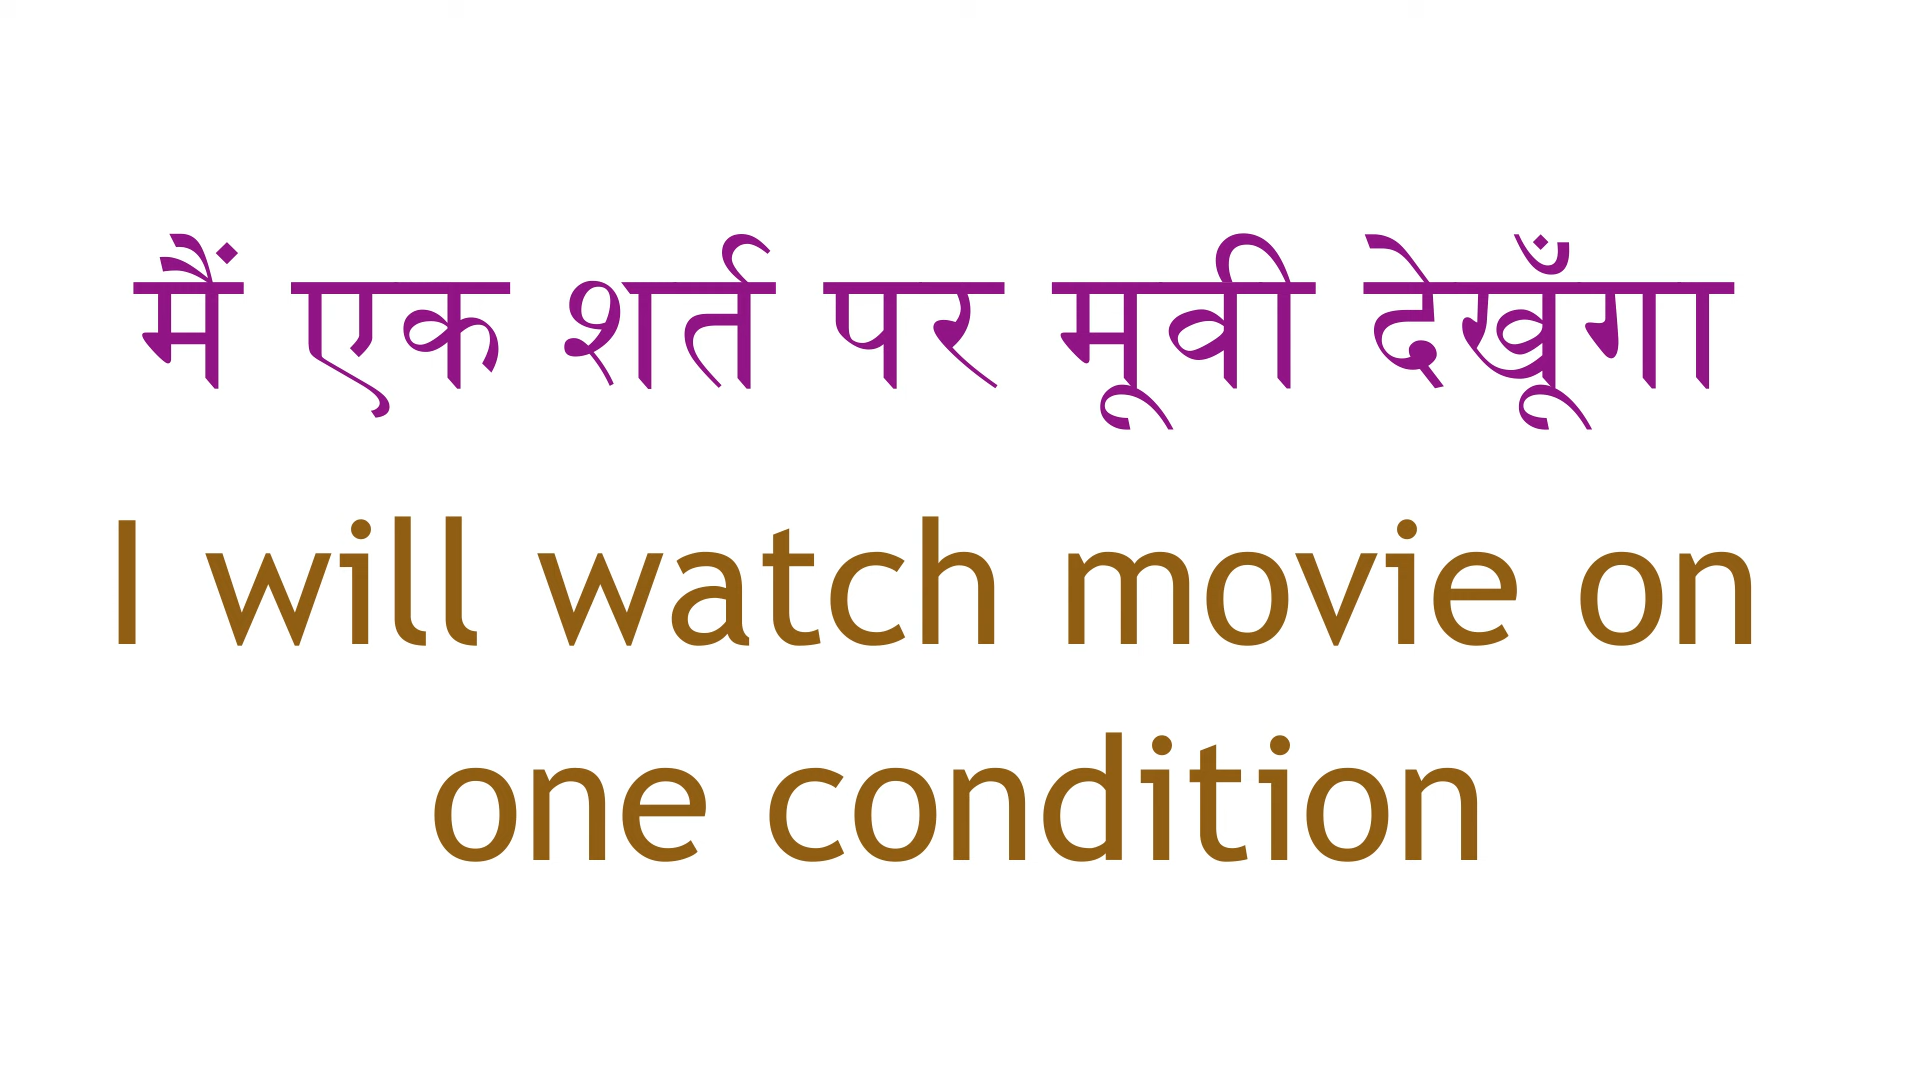 मैं एक शर्त पर मूवी देखूँगा
I will watch movie on
one condition